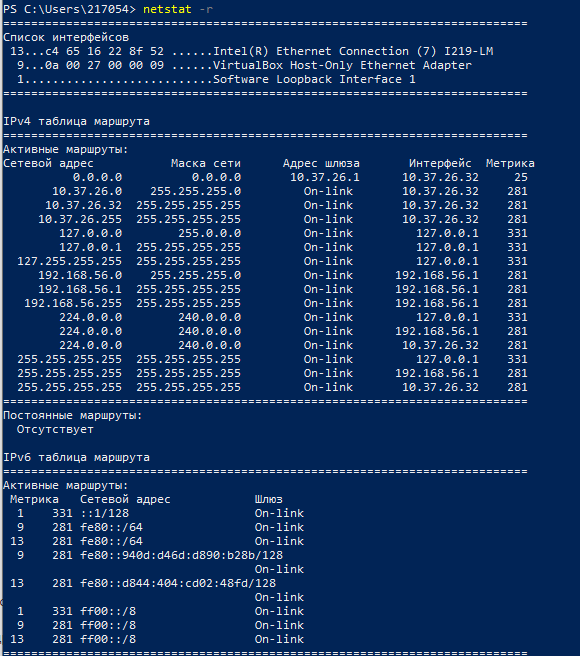 PS C:\Users\217054> netstat -r
===========================================================================
Список интерфейсов
 13...c4 65 16 22 8f 52 ......Intel(R) Ethernet Connection (7) I219-LM
  9...0a 00 27 00 00 09 ......VirtualBox Host-Only Ethernet Adapter
  1...........................Software Loopback Interface 1
===========================================================================
IPv4 таблица маршрута
===========================================================================
Активные маршруты:
Сетевой адрес           Маска сети      Адрес шлюза       Интерфейс  Метрика
          0.0.0.0          0.0.0.0       10.37.26.1      10.37.26.32     25
       10.37.26.0    255.255.255.0         On-link       10.37.26.32    281
      10.37.26.32  255.255.255.255         On-link       10.37.26.32    281
     10.37.26.255  255.255.255.255         On-link       10.37.26.32    281
        127.0.0.0        255.0.0.0         On-link         127.0.0.1    331
        127.0.0.1  255.255.255.255         On-link         127.0.0.1    331
  127.255.255.255  255.255.255.255         On-link         127.0.0.1    331
     192.168.56.0    255.255.255.0         On-link      192.168.56.1    281
     192.168.56.1  255.255.255.255         On-link      192.168.56.1    281
   192.168.56.255  255.255.255.255         On-link      192.168.56.1    281
        224.0.0.0        240.0.0.0         On-link         127.0.0.1    331
        224.0.0.0        240.0.0.0         On-link      192.168.56.1    281
        224.0.0.0        240.0.0.0         On-link       10.37.26.32    281
  255.255.255.255  255.255.255.255         On-link         127.0.0.1    331
  255.255.255.255  255.255.255.255         On-link      192.168.56.1    281
  255.255.255.255  255.255.255.255         On-link       10.37.26.32    281
===========================================================================
Постоянные маршруты:
  Отсутствует
IPv6 таблица маршрута
===========================================================================
Активные маршруты:
 Метрика   Сетевой адрес            Шлюз
  1    331 ::1/128                  On-link
  9    281 fe80::/64                On-link
 13    281 fe80::/64                On-link
  9    281 fe80::940d:d46d:d890:b28b/128
                                    On-link
 13    281 fe80::d844:404:cd02:48fd/128
                                    On-link
  1    331 ff00::/8                 On-link
  9    281 ff00::/8                 On-link
 13    281 ff00::/8                 On-link
===========================================================================